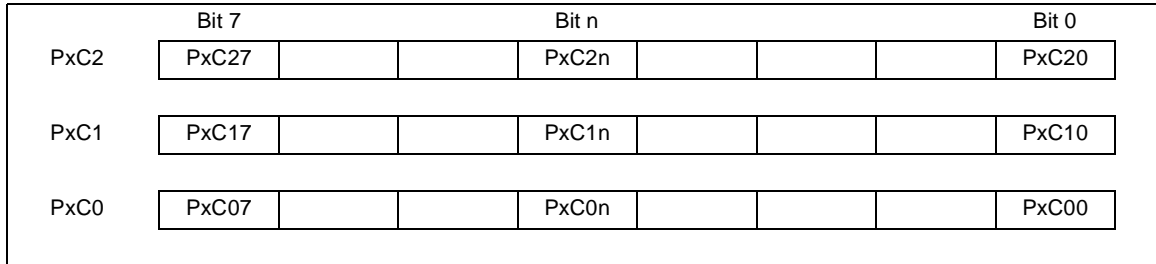 Bit 7 Bit n Bit 0
PxC2 PxC27 PxC2n PxC20
PxC1 PxC17 PxC1n PxC10
PxC0 PxC07 PxC0n PxC00